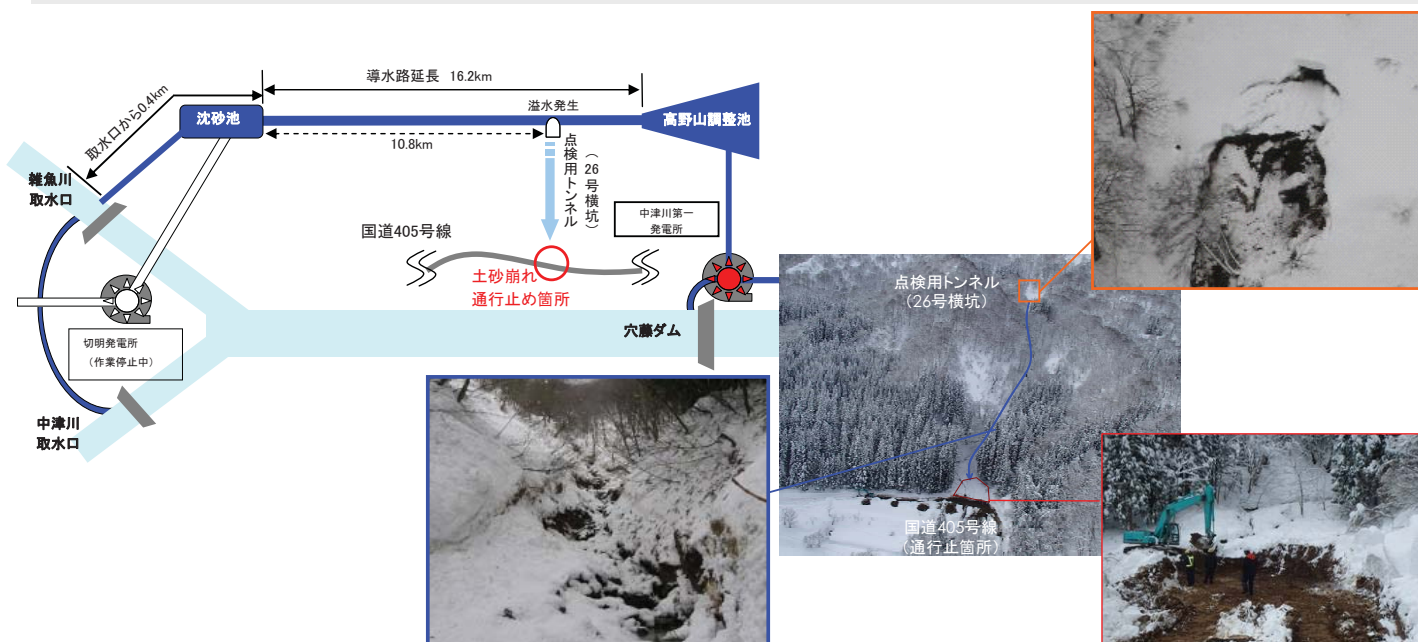 導水路延長 16.2km
取水口から0.4km
沈砂池
溢水発生
高野山調整池
10.8km
点検用トンネル
（26号横坑）
雑魚川
取水口
中津川第一
発電所
国道405号線
土砂崩れ
通行止め箇所
穴藤ダム
切明発電所
（作業停止中）
中津川
取水口
点検用トンネル
（26号横坑）
国道405号線
（通行止箇所）